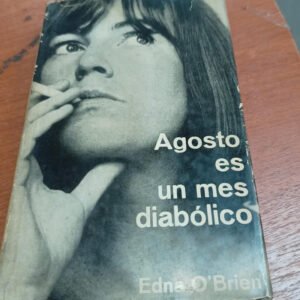 Agosto
es
un mes
diabólico
Edna O'Brien